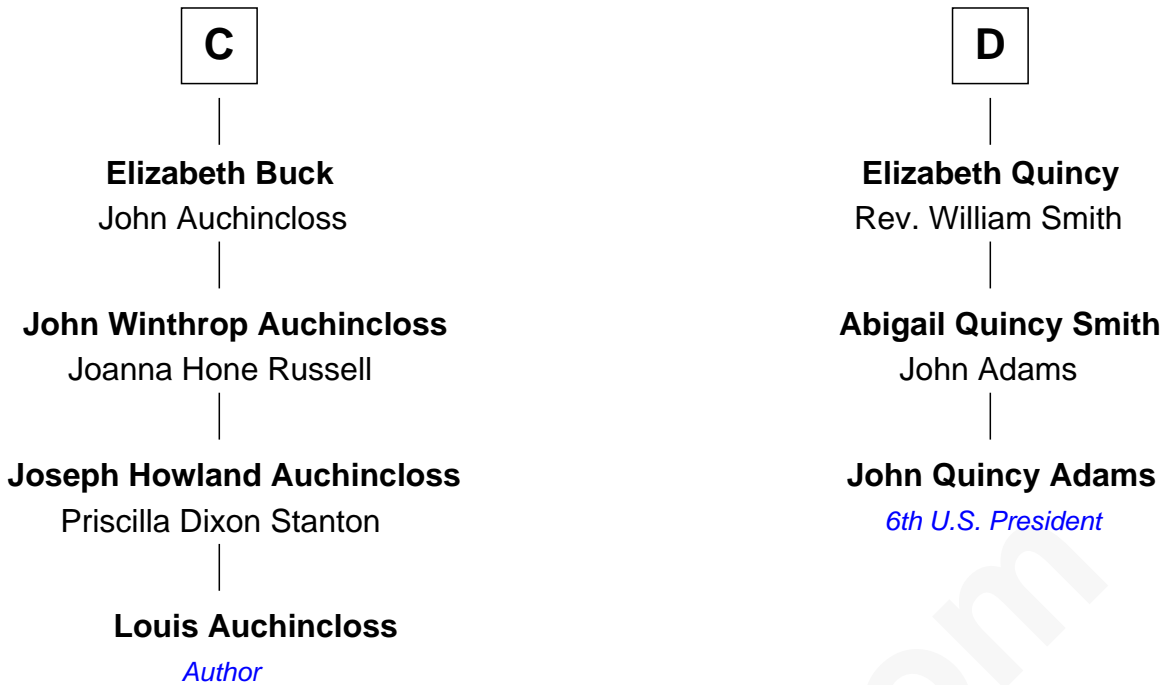 C
Elizabeth Buck
John Auchincloss
John Winthrop Auchincloss
Joanna Hone Russell
Joseph Howland Auchincloss
Priscilla Dixon Stanton
Louis Auchincloss
Author
D
Elizabeth Quincy
Rev. William Smith
Abigail Quincy Smith
John Adams
John Quincy Adams
6th U.S. President
om